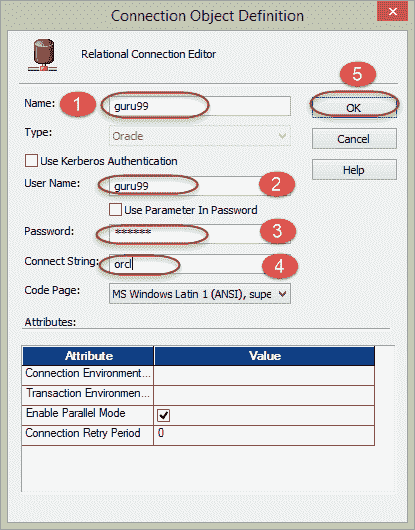 Connection Object Definition
x
Relational Connection Editor
Name: 1 guru99 5 OK
Type: Oracle Cancel
Use Kerberos Authentication Help
User Name: guru99 2
Use Parameter In Password
Password: ****** 3
Connect String: orcl 4
Code Page: MS Windows Latin 1 (ANSI), supe
Attributes:
Attribute Value
Connection Environment...
Transaction Environmen...
Enable Parallel Mode
Connection Retry Period 0